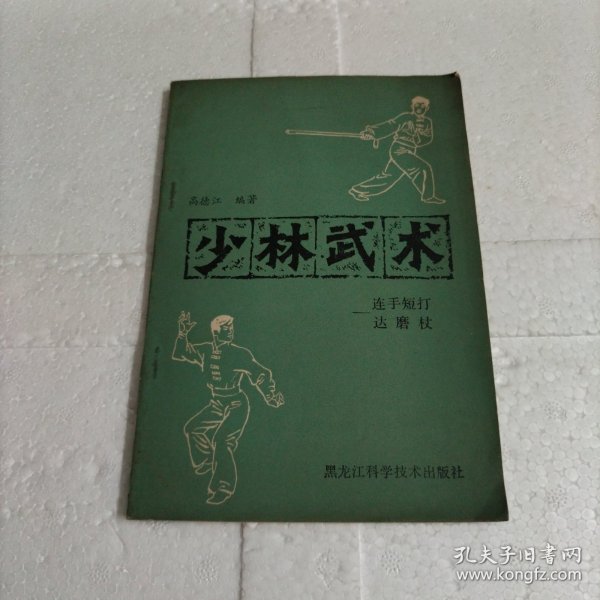 高德江 编著
少林武术
—连手短打
达磨杖
黑龙江科学技术出版社
孔夫子旧书网
www.kongfz.com